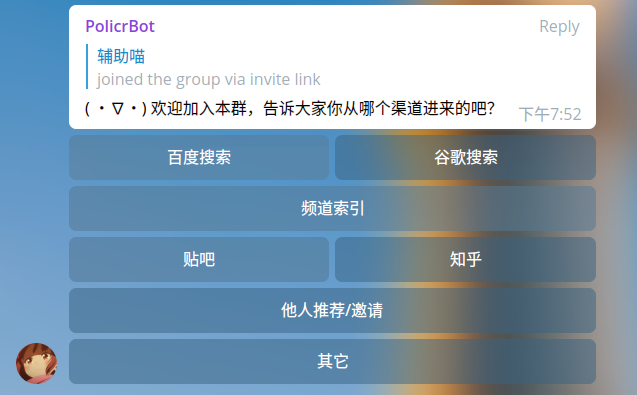 PolicrBot Reply
辅助喵
joined the group via invite link
( ・∇・) 欢迎加入本群，告诉大家你从哪个渠道进来的吧？ 下午7:52
百度搜索 谷歌搜索
频道索引
贴吧 知乎
他人推荐/邀请
其它